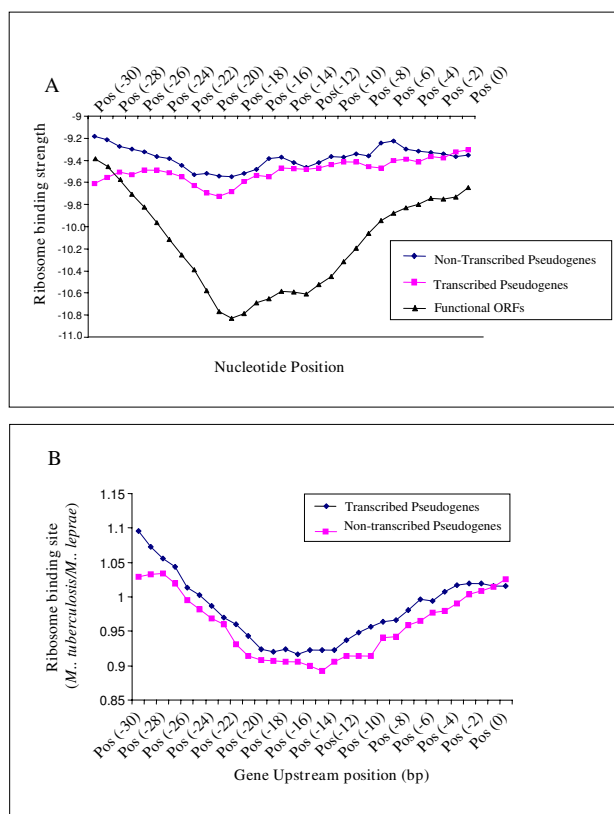 A
Pos (-30)
Pos (-28)
Pos (-26)
Pos (-24)
Pos (-22)
Pos (-20)
Pos (-18)
Pos (-16)
Pos (-14)
Pos(-12)
Pos (-10)
Pos (-8)
Pos (-6)
Pos (-4)
Pos (-2)
Pos (0)
Ribosome binding strength
-9
-9.2
-9.4
-9.6
-9.8
-10.0
-10.2
-10.4
-10.6
-10.8
-11.0
Non-Transcribed Pseudogenes
Transcribed Pseudogenes
Functional ORFs
Nucleotide Position
B
Ribosome binding site
(M.. tuberculosis/M.. leprae)
1.15
1.1
1.05
1
0.95
0.9
0.85
Transcribed Pseudogenes
Non-transcribed Pseudogenes
Pos (-30)
Pos (-28)
Pos (-26)
Pos (-24)
Pos (-22)
Pos (-20)
Pos (-18)
Pos (-16)
Pos (-14)
Pos (-12)
Pos (-10)
Pos (-8)
Pos (-6)
Pos (-4)
Pos (-2)
Pos (0)
Gene Upstream position (bp)